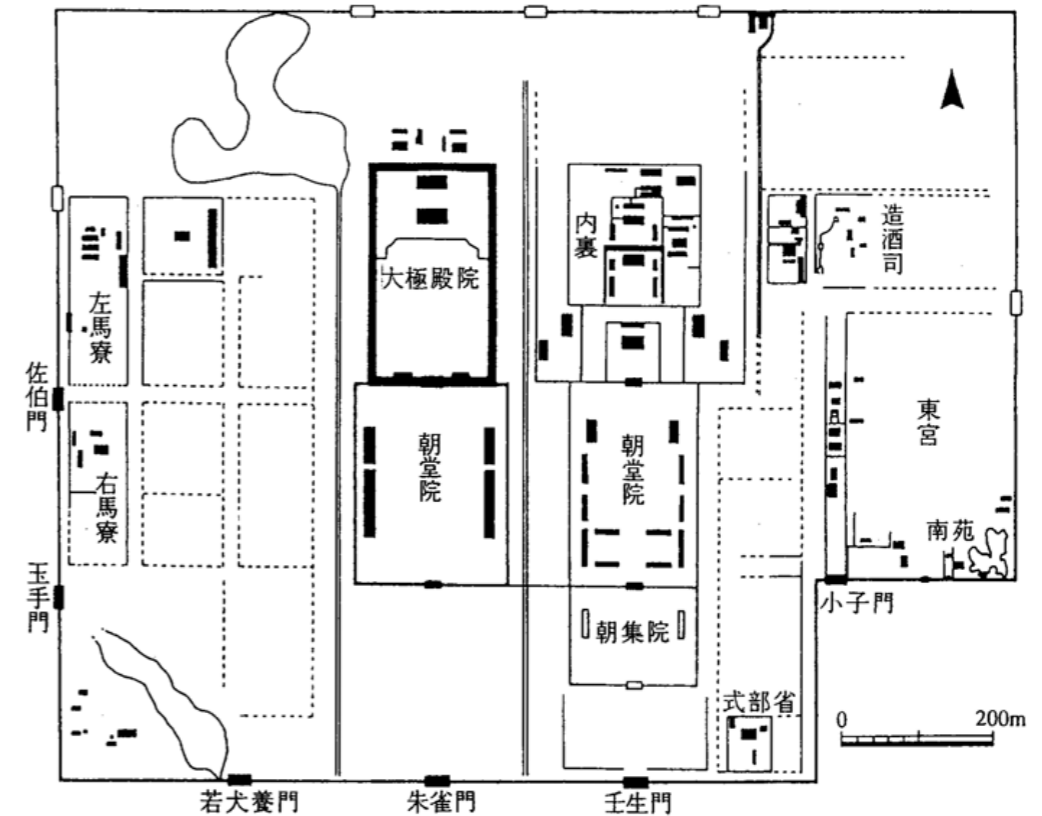 大極殿院
内裏
造酒司
左馬寮
佐伯門
右馬寮
玉手門
朝堂院
朝堂院
東宮
南苑
小子門
朝集院
式部省
0 200m
若犬養門
朱雀門
壬生門